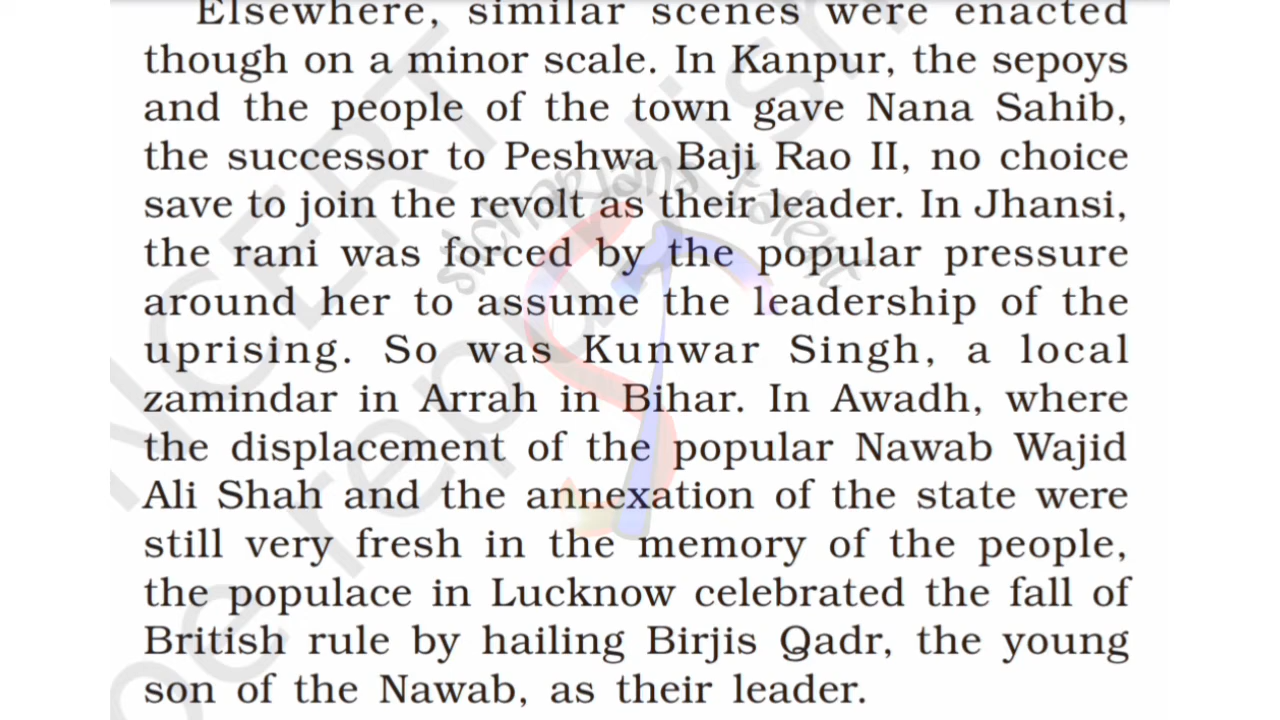 Elsewhere, similar scenes were enacted
though on a minor scale. In Kanpur, the sepoys
and the people of the town gave Nana Sahib,
the successor to Peshwa Baji Rao II, no choice
save to join the revolt as their leader. In Jhansi,
the rani was forced by the popular pressure
around her to assume the leadership of the
uprising. So was Kunwar Singh, a local
zamindar in Arrah in Bihar. In Awadh, where
the displacement of the popular Nawab Wajid
Ali Shah and the annexation of the state were
still very fresh in the memory of the people,
the populace in Lucknow celebrated the fall of
British rule by hailing Birjis Qadr, the young
son of the Nawab, as their leader.